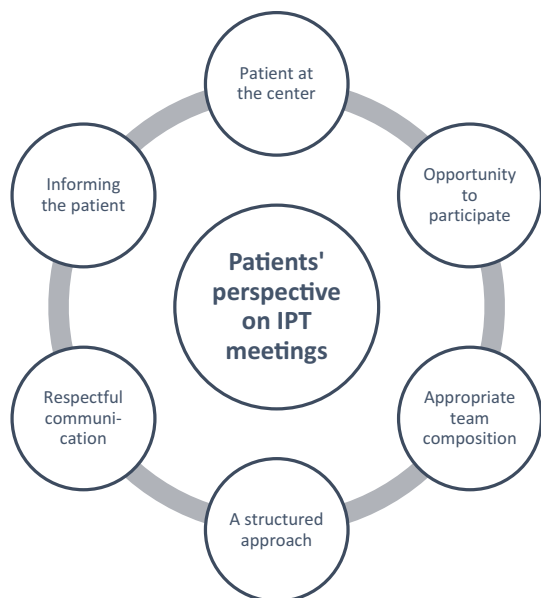 Patient at
the center
Opportunity
to
participate
Appropriate
team
composition
A structured
approach
Respectful
communi-
cation
Informing
the patient
Patients'
perspective
on IPT
meetings